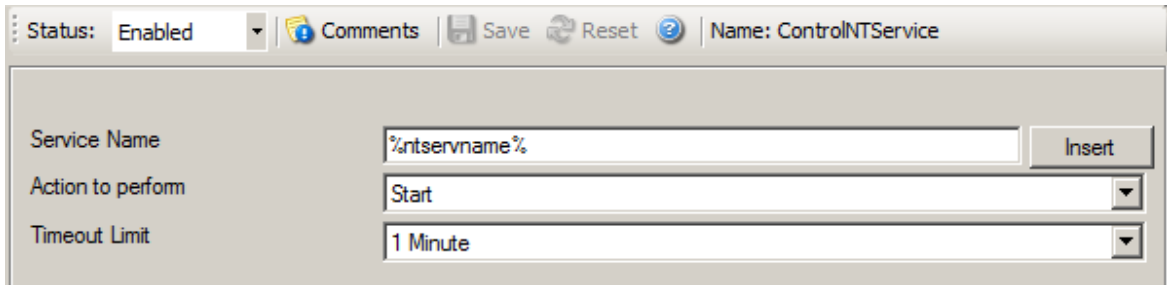 Status: Enabled Comments Save Reset Name: ControlNTService
Service Name %ntservname% Insert
Action to perform Start
Timeout Limit 1 Minute